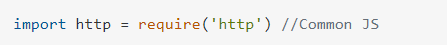 import http = require('http') //Common JS